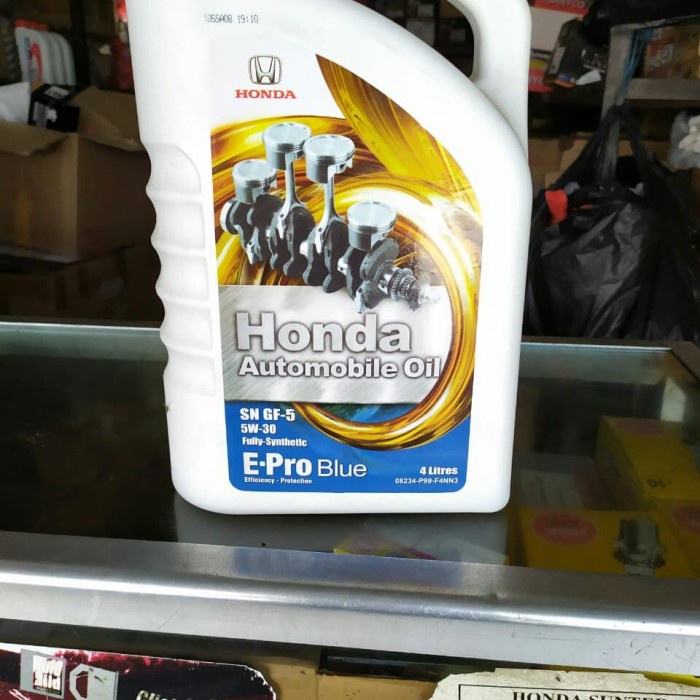 105SA08 19:10
HONDA
Honda
Automobile Oil
SN GF-5
5W-30
Fully-Synthetic
E-Pro Blue
Efficiency - Protection
4 Litres
08234-P99-F4NN3
HONDA SUNTER